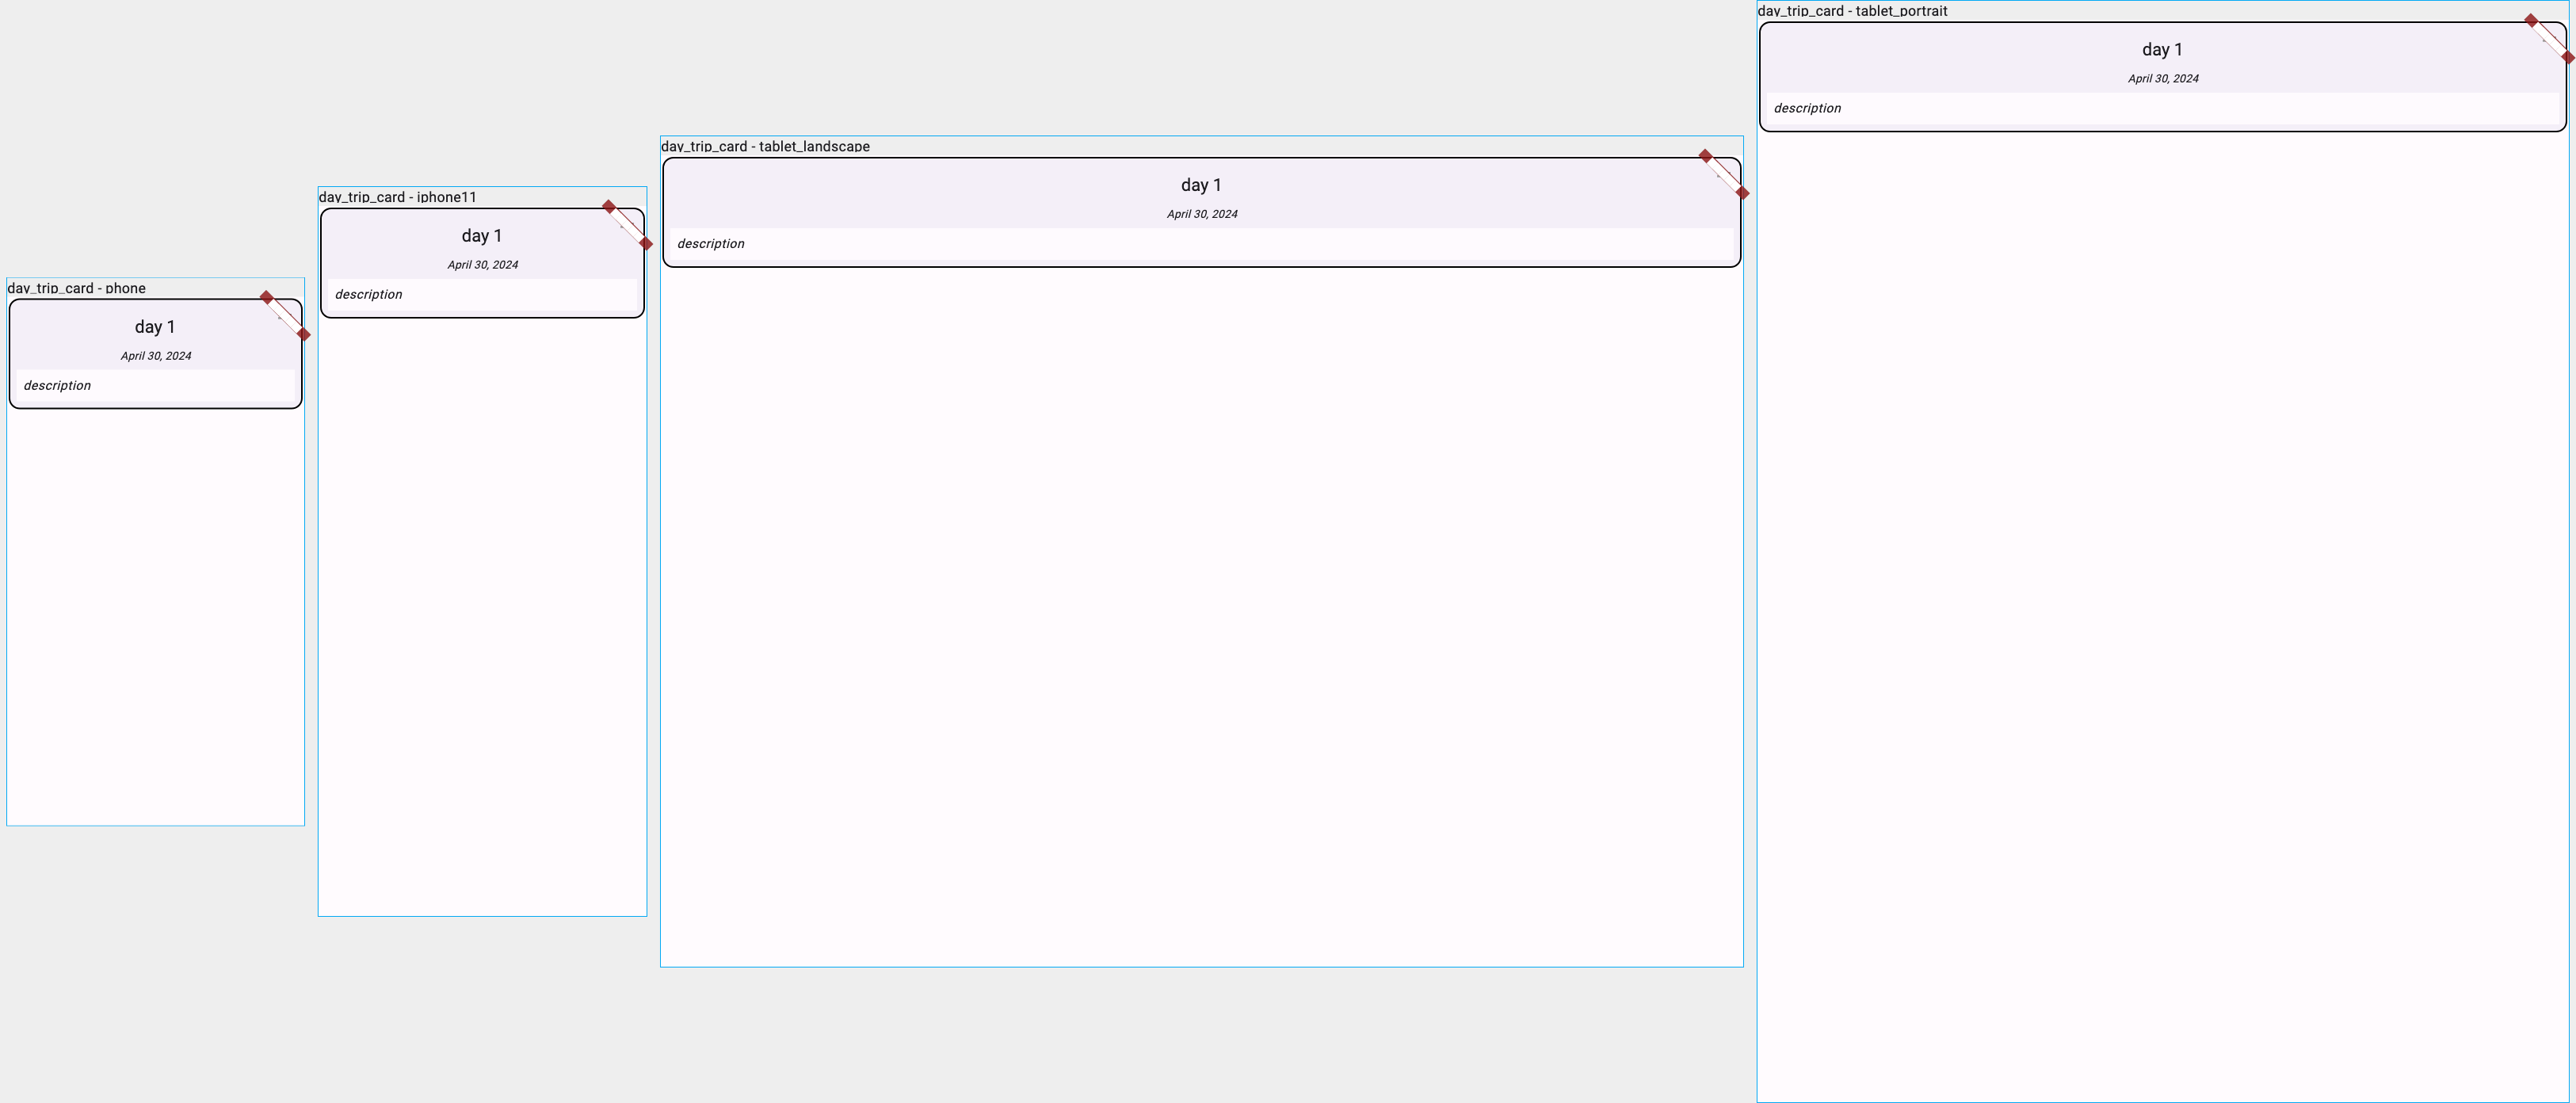 day_trip_card - phone
day 1
April 30, 2024
description
day_trip_card - iphone11
day 1
April 30, 2024
description
day_trip_card - tablet_landscape
day 1
April 30, 2024
description
day_trip_card - tablet_portrait
day 1
April 30, 2024
description